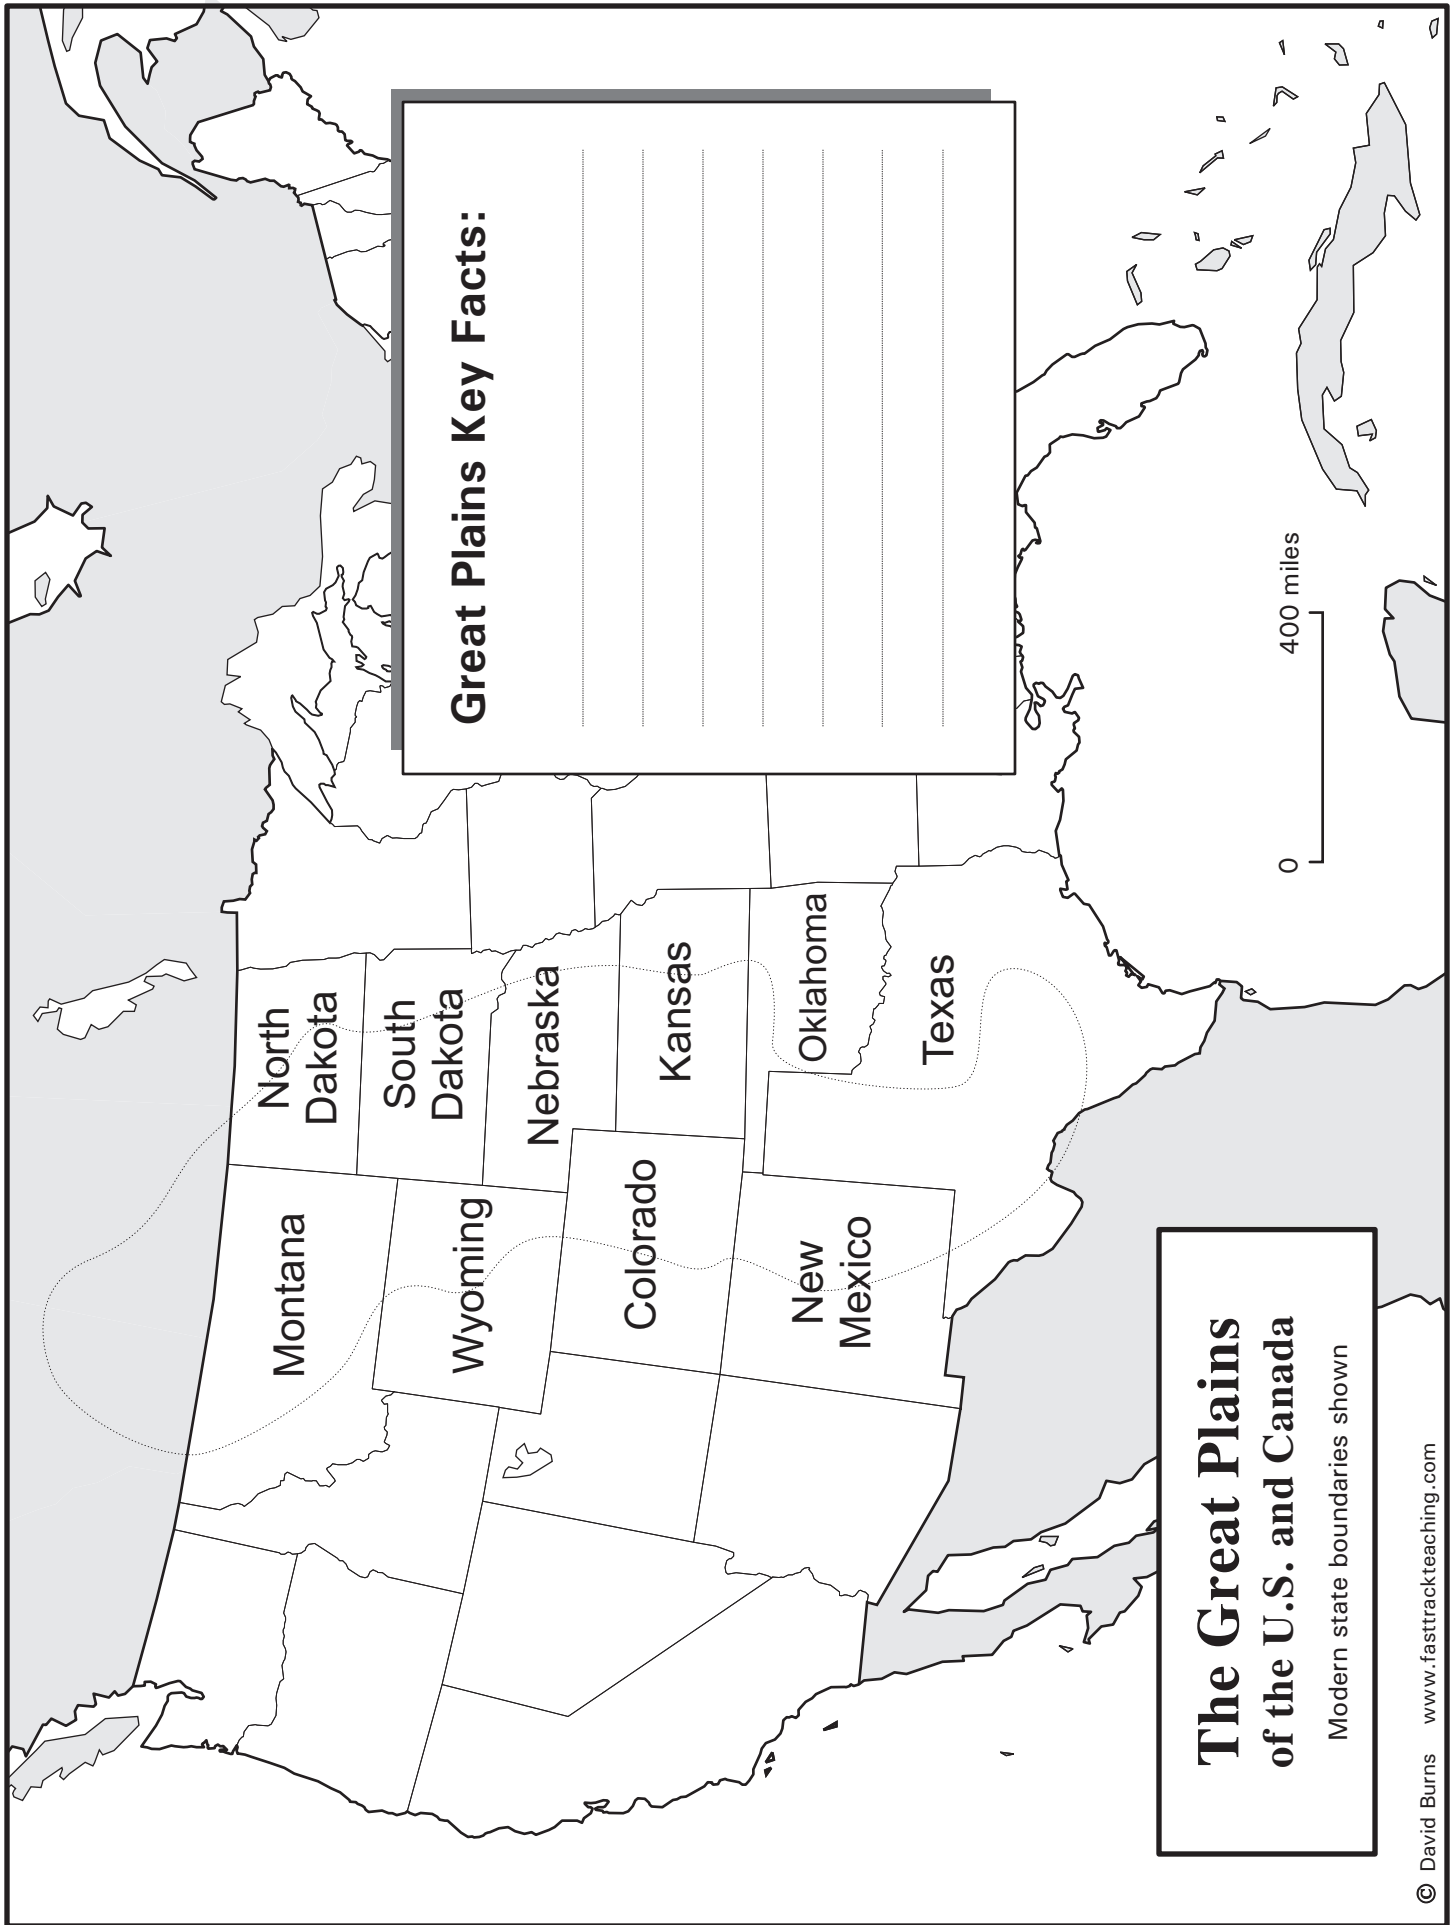 Great Plains Key Facts:
Montana
North
Dakota
South
Dakota
Wyoming
Nebraska
Colorado
Kansas
New
Mexico
Oklahoma
Texas
0
400 miles
The Great Plains
of the U.S. and Canada
Modern state boundaries shown
© David Burns www.fasttrackteaching.com